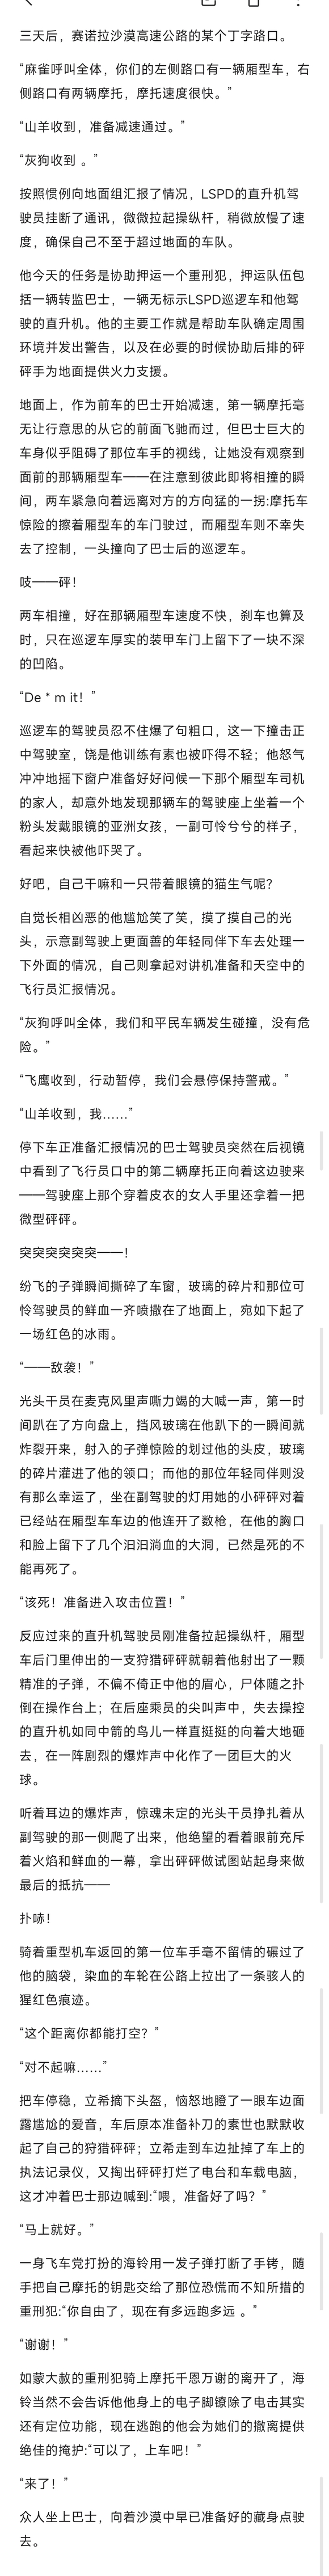 三天后，赛诺拉沙漠高速公路的某个丁字路口。
“麻雀呼叫全体，你们的左侧路口有一辆厢型车，右
侧路口有两辆摩托，摩托速度很快。”
“山羊收到，准备减速通过。”
“灰狗收到 。”
按照惯例向地面组汇报了情况，LSPD的直升机驾
驶员挂断了通讯，微微拉起操纵杆，稍微放慢了速
度，确保自己不至于超过地面的车队。
他今天的任务是协助押运一个重刑犯，押运队伍包
括一辆转监巴士，一辆无标示LSPD巡逻车和他驾
驶的直升机。他的主要工作就是帮助车队确定周围
环境并发出警告，以及在必要的时候协助后排的砰
砰手为地面提供火力支援。
地面上，作为前车的巴士开始减速，第一辆摩托毫
无让行意思的从它的前面飞驰而过，但巴士巨大的
车身似乎阻碍了那位车手的视线，让她没有观察到
面前的那辆厢型车——在注意到彼此即将相撞的瞬
间，两车紧急向着远离对方的方向猛的一拐:摩托车
惊险的擦着厢型车的车门驶过，而厢型车则不幸失
去了控制，一头撞向了巴士后的巡逻车。
吱——砰！
两车相撞，好在那辆厢型车速度不快，刹车也算及
时，只在巡逻车厚实的装甲车门上留下了一块不深
的凹陷。
“De * m it！”
巡逻车的驾驶员忍不住爆了句粗口，这一下撞击正
中驾驶室，饶是他训练有素也被吓得不轻；他怒气
冲冲地摇下窗户准备好好问候一下那个厢型车司机
的家人，却意外地发现那辆车的驾驶座上坐着一个
粉头发戴眼镜的亚洲女孩，一副可怜兮兮的样子，
看起来快被他吓哭了。
好吧，自己干嘛和一只带着眼镜的猫生气呢？
自觉长相凶恶的他尴尬笑了笑，摸了摸自己的光
头，示意副驾驶上更面善的年轻同伴下车去处理一
下外面的情况，自己则拿起对讲机准备和天空中的
飞行员汇报情况。
“灰狗呼叫全体，我们和平民车辆发生碰撞，没有危
险。”
“飞鹰收到，行动暂停，我们会悬停保持警戒。”
“山羊收到，我……”
停下车正准备汇报情况的巴士驾驶员突然在后视镜
中看到了飞行员口中的第二辆摩托正向着这边驶来
——驾驶座上那个穿着皮衣的女人手里还拿着一把
微型砰砰。
突突突突突突——！
纷飞的子弹瞬间撕碎了车窗，玻璃的碎片和那位可
怜驾驶员的鲜血一齐喷撒在了地面上，宛如下起了
一场红色的冰雨。
“——敌袭！”
光头干员在麦克风里声嘶力竭的大喊一声，第一时
间趴在了方向盘上，挡风玻璃在他趴下的一瞬间就
炸裂开来，射入的子弹惊险的划过他的头皮，玻璃
的碎片灌进了他的领口；而他的那位年轻同伴则没
有那么幸运了，坐在副驾驶的灯用她的小砰砰对着
已经站在厢型车车边的他连开了数枪，在他的胸口
和脸上留下了几个汩汩淌血的大洞，已然是死的不
能再死了。
“该死！准备进入攻击位置！”
反应过来的直升机驾驶员刚准备拉起操纵杆，厢型
车后门里伸出的一支狩猎砰砰就朝着他射出了一颗
精准的子弹，不偏不倚正中他的眉心，尸体随之扑
倒在操作台上；在后座乘员的尖叫声中，失去操控
的直升机如同中箭的鸟儿一样直挺挺的向着大地砸
去，在一阵剧烈的爆炸声中化作了一团巨大的火
球。
听着耳边的爆炸声，惊魂未定的光头干员挣扎着从
副驾驶的那一侧爬了出来，他绝望的看着眼前充斥
着火焰和鲜血的一幕，拿出砰砰做试图站起身来做
最后的抵抗——
扑哧！
骑着重型机车返回的第一位车手毫不留情的碾过了
他的脑袋，染血的车轮在公路上拉出了一条骇人的
猩红色痕迹。
“这个距离你都能打空？”
“对不起嘛……”
把车停稳，立希摘下头盔，恼怒地瞪了一眼车边面
露尴尬的爱音，车后原本准备补刀的素世也默默收
起了自己的狩猎砰砰；立希走到车边扯掉了车上的
执法记录仪，又掏出砰砰打烂了电台和车载电脑，
这才冲着巴士那边喊到:“喂，准备好了吗？”
“马上就好。”
一身飞车党打扮的海铃用一发子弹打断了手铐，随
手把自己摩托的钥匙交给了那位恐慌而不知所措的
重刑犯:“你自由了，现在有多远跑多远 。”
“谢谢！”
如蒙大赦的重刑犯骑上摩托千恩万谢的离开了，海
铃当然不会告诉他他身上的电子脚镣除了电击其实
还有定位功能，现在逃跑的他会为她们的撤离提供
绝佳的掩护:“可以了，上车吧！”
“来了！”
众人坐上巴士，向着沙漠中早已准备好的藏身点驶
去。